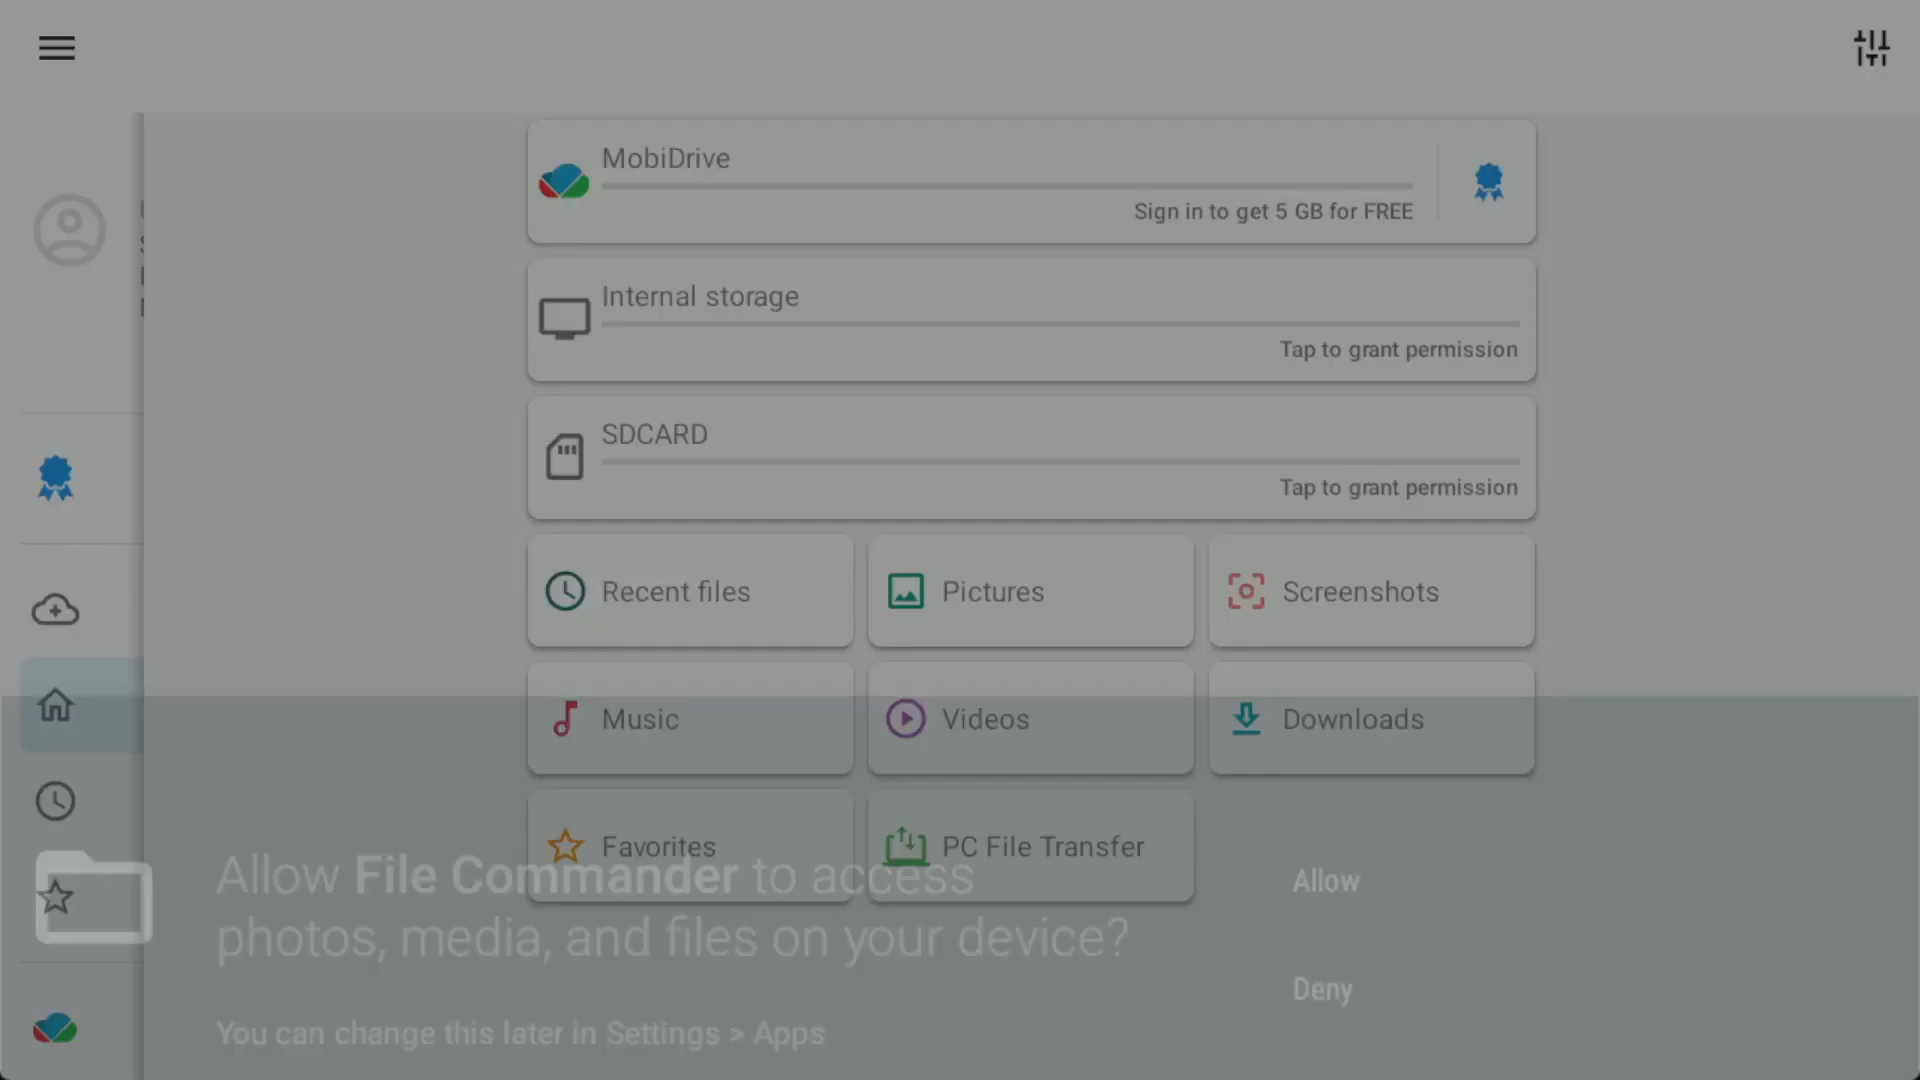 MobiDrive
Sign in to get 5 GB for FREE
Internal storage
Tap to grant permission
SDCARD
Tap to grant permission
Recent files
Pictures
Screenshots
Music
Videos
Downloads
Favorites
PC File Transfer
Allow File Commander to access
photos, media, and files on your device?
You can change this later in Settings > Apps
Allow
Deny